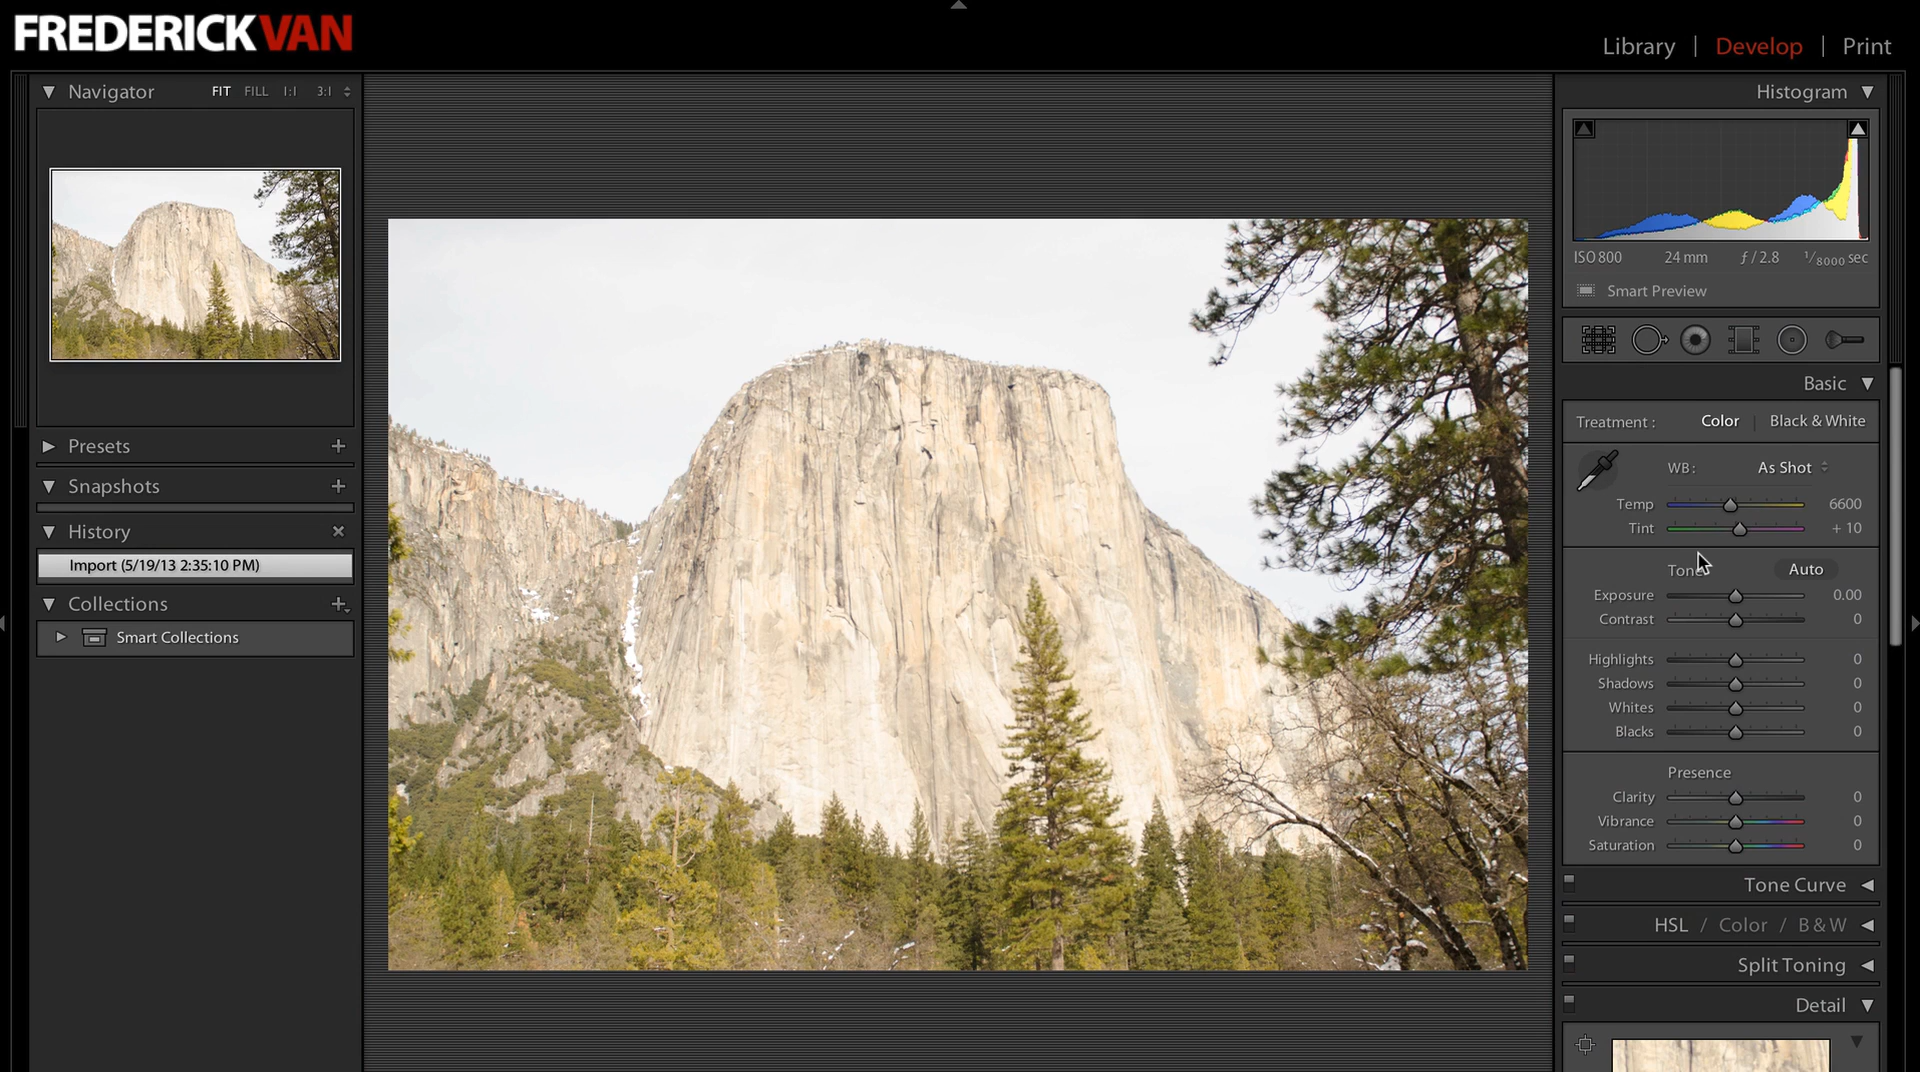 FREDERICKVAN
Library | Develop | Print
Navigator FIT FILL 1:1 3:1
Presets
Snapshots
History
Import (5/19/13 2:35:10 PM)
Collections
Smart Collections
Histogram
ISO 800 24 mm ƒ / 2.8 1/8000 sec
Smart Preview
Basic
Treatment : Color | Black & White
WB: As Shot
Temp 6600
Tint + 10
Tone Auto
Exposure 0.00
Contrast 0
Highlights 0
Shadows 0
Whites 0
Blacks 0
Presence
Clarity 0
Vibrance 0
Saturation 0
Tone Curve
HSL / Color / B & W
Split Toning
Detail